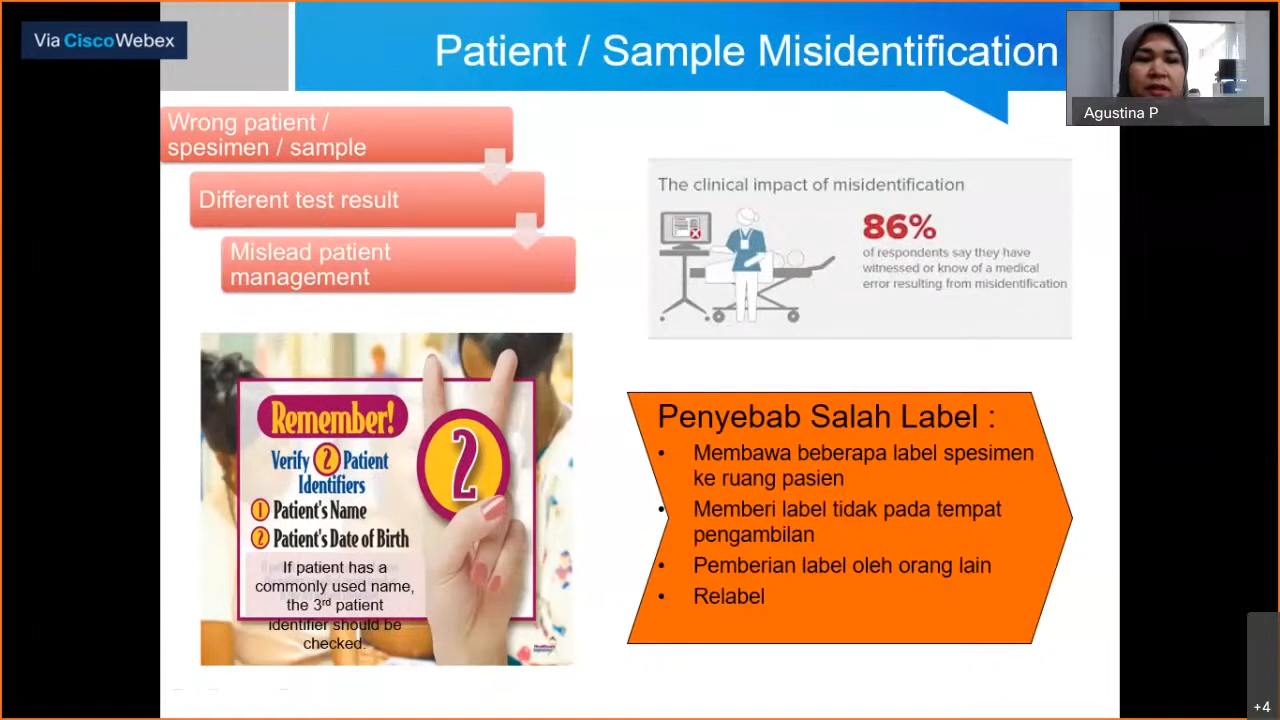 Via CiscoWebex
Patient / Sample Misidentification
Agustina P
Wrong patient /
spesimen / sample
Different test result
Mislead patient
management
The clinical impact of misidentification
86%
of respondents say they have
witnessed or know of a medical
error resulting from misidentification
Remember!
Verify 2 Patient
Identifiers
1 Patient's Name
2 Patient's Date of Birth
2
If patient has a
commonly used name,
the 3rd patient
identifier should be
checked.
Penyebab Salah Label :
• Membawa beberapa label spesimen
ke ruang pasien
• Memberi label tidak pada tempat
pengambilan
• Pemberian label oleh orang lain
• Relabel
+4